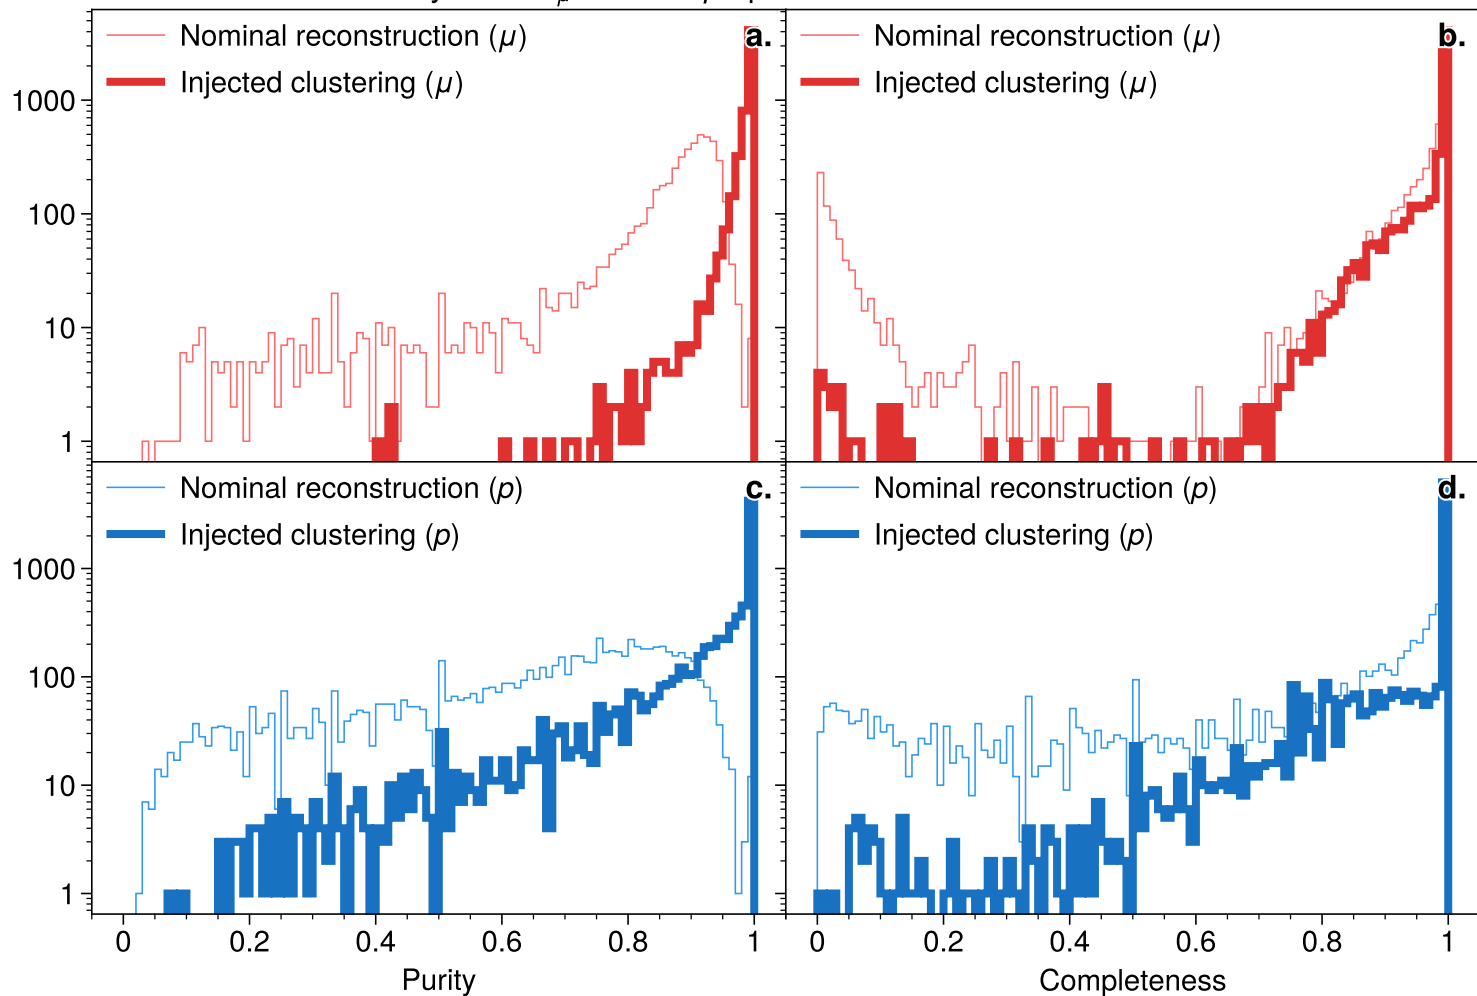 Nominal reconstruction (μ)
Injected clustering (μ)
a.
1000
100
10
1
Nominal reconstruction (μ)
Injected clustering (μ)
b.
Nominal reconstruction (p)
Injected clustering (p)
c.
1000
100
10
1
0 0.2 0.4 0.6 0.8 1
Purity
Nominal reconstruction (p)
Injected clustering (p)
d.
0 0.2 0.4 0.6 0.8 1
Completeness